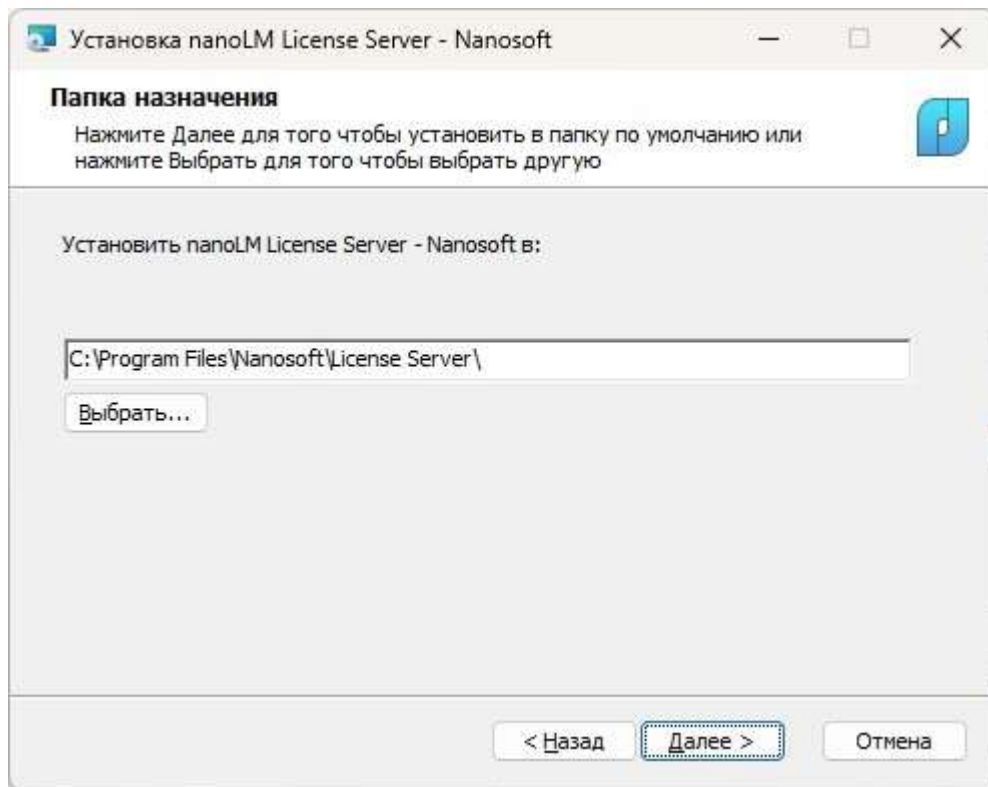 Установка nanoLM License Server - Nanosoft
Папка назначения
Нажмите Далее для того чтобы установить в папку по умолчанию или
нажмите Выбрать для того чтобы выбрать другую
Установить nanoLM License Server - Nanosoft в:
C:\Program Files\Nanosoft\License Server\
Выбрать...
< Назад
Далее >
Отмена